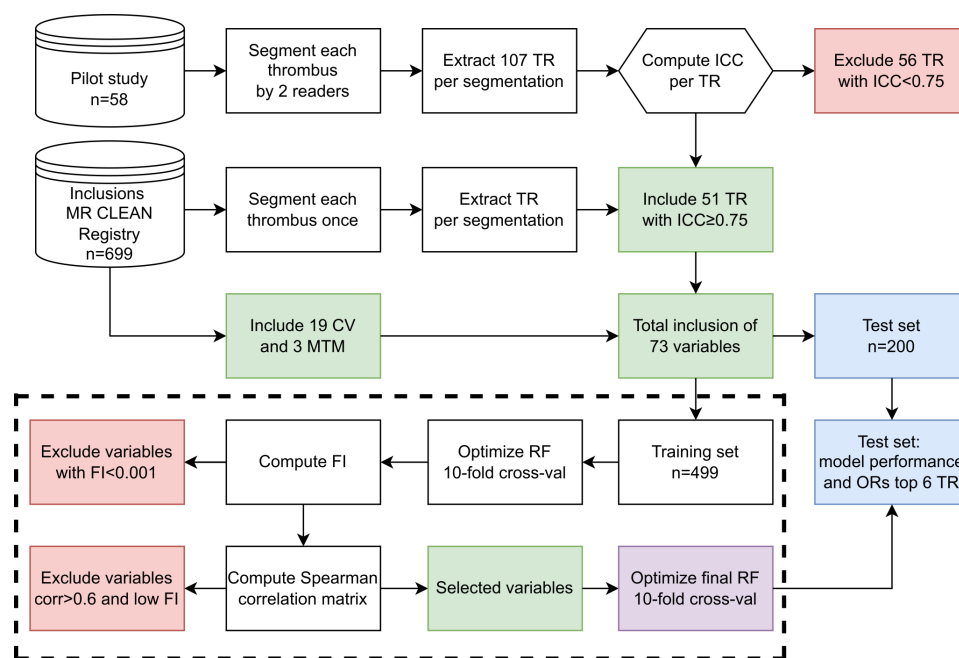 Pilot study
n=58
Segment each
thrombus
by 2 readers
Extract 107 TR
per segmentation
Compute ICC
per TR
Exclude 56 TR
with ICC<0.75
Inclusions
MR CLEAN
Registry
n=699
Segment each
thrombus once
Extract TR
per segmentation
Include 51 TR
with ICC≥0.75
Include 19 CV
and 3 MTM
Total inclusion of
73 variables
Test set
n=200
Exclude variables
with FI<0.001
Compute FI
Optimize RF
10-fold cross-val
Training set
n=499
Test set:
model performance
and ORs top 6 TR
Exclude variables
corr>0.6 and low FI
Compute Spearman
correlation matrix
Selected variables
Optimize final RF
10-fold cross-val